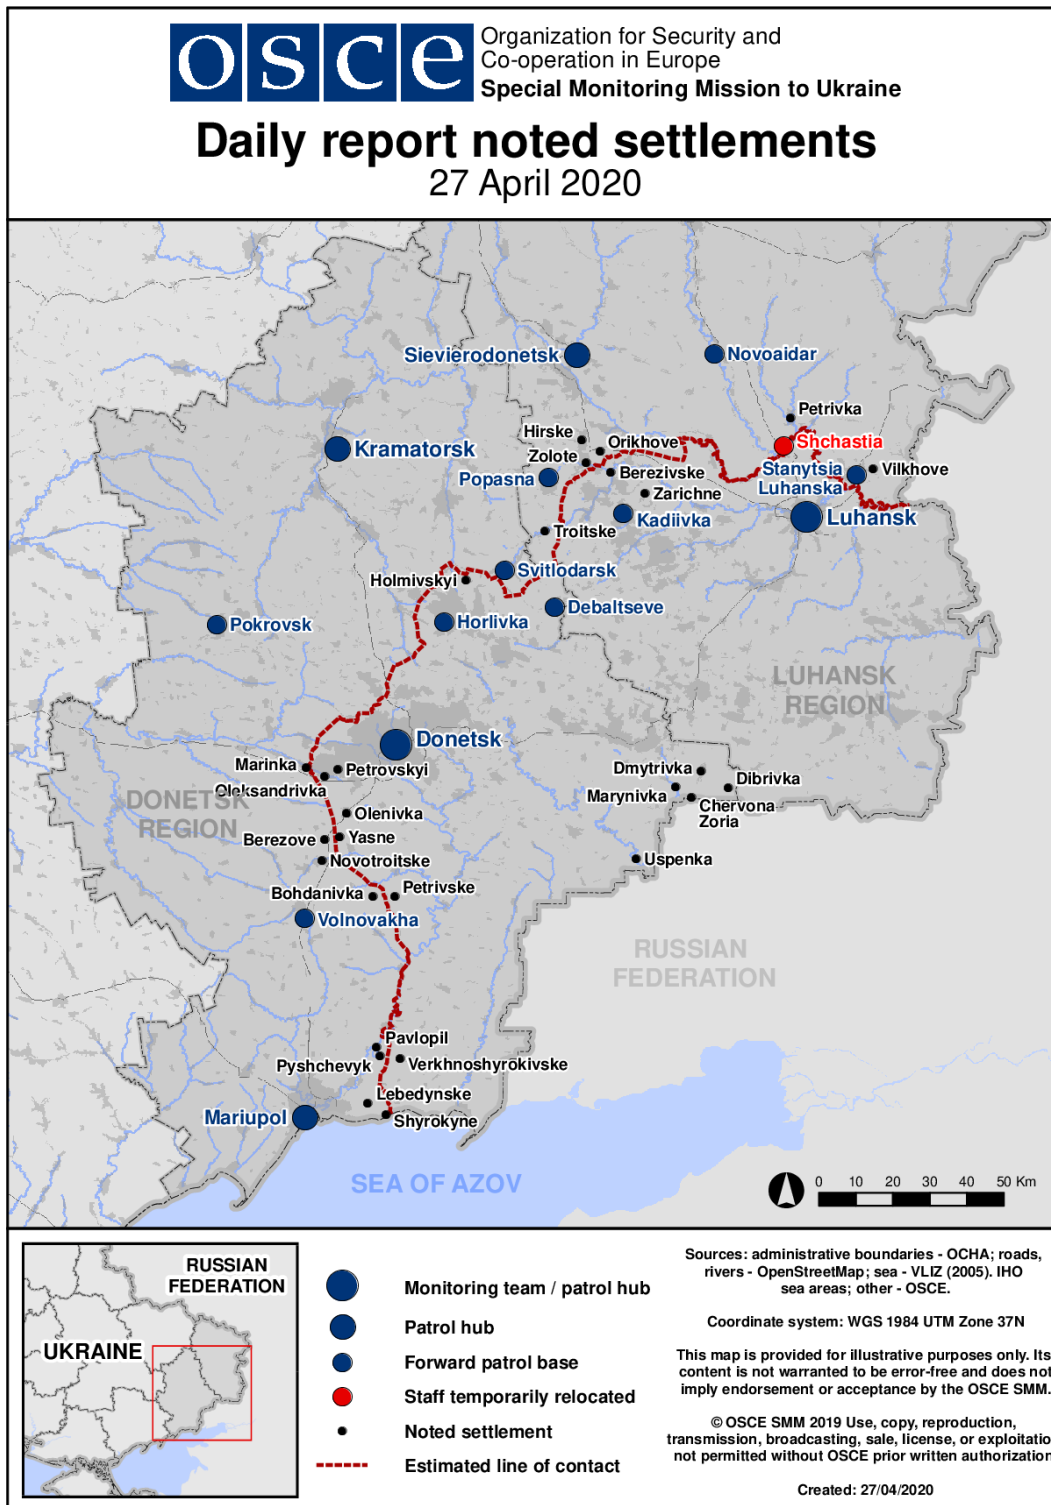 osce
Organization for Security and
Co-operation in Europe
Special Monitoring Mission to Ukraine
Daily report noted settlements
27 April 2020
Sievierodonetsk
Novoaidar
Petrivka
Hirske
Orikhove
Shchastia
Kramatorsk
Zolote
Popasna
Berezivske
Stanytsia
Luhanska
Vilkhove
Zarichne
Kadiivka
Luhansk
Troitske
Svitlodarsk
Holmivskyi
Debaltseve
Horlivka
Pokrovsk
LUHANSK
REGION
Donetsk
Marinka
Petrovskyi
Oleksandrivka
Dmytrivka
Dibrivka
Marynivka
Chervona
Zoria
DONETSK
REGION
Olenivka
Berezove
Yasne
Novotroitske
Uspenka
Bohdanivka
Petrivske
Volnovakha
RUSSIAN
FEDERATION
Pavlopil
Pyshchevyk
Verkhnoshyrokivske
Lebedynske
Mariupol
Shyrokyne
SEA OF AZOV
0 10 20 30 40 50 Km
RUSSIAN
FEDERATION
UKRAINE
Monitoring team / patrol hub
Patrol hub
Forward patrol base
Staff temporarily relocated
Noted settlement
Estimated line of contact
Sources: administrative boundaries - OCHA; roads,
rivers - OpenStreetMap; sea - VLIZ (2005). IHO
sea areas; other - OSCE.
Coordinate system: WGS 1984 UTM Zone 37N
This map is provided for illustrative purposes only. Its
content is not warranted to be error-free and does not
imply endorsement or acceptance by the OSCE SMM.
© OSCE SMM 2019 Use, copy, reproduction,
transmission, broadcasting, sale, license, or exploitatio
not permitted without OSCE prior written authorization
Created: 27/04/2020